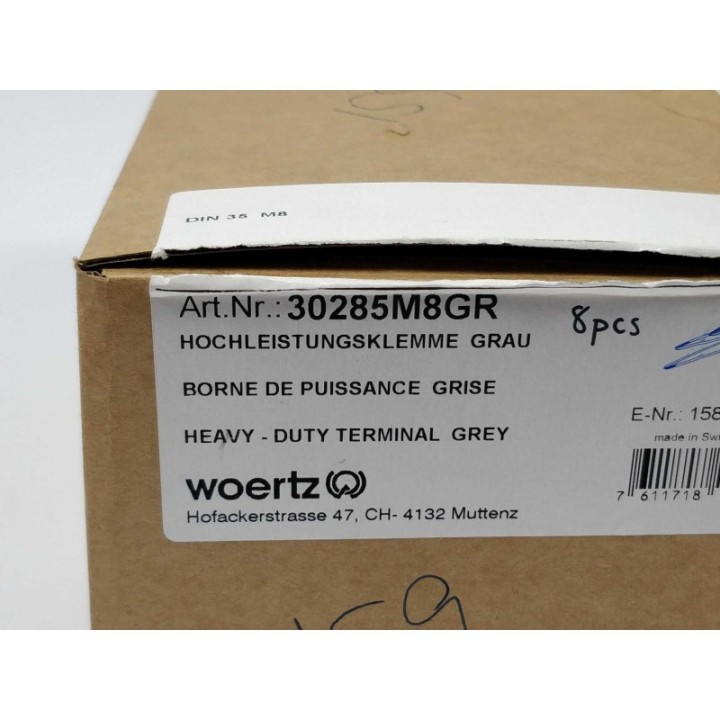 DIN 35 M8
Art.Nr.: 30285M8GR
8pcs
HOCHLEISTUNGSKLEMME GRAU
BORNE DE PUISSANCE GRISE
E-Nr.: 158
HEAVY - DUTY TERMINAL GREY
made in Sw
woertz
7 611718
Hofackerstrasse 47, CH- 4132 Muttenz